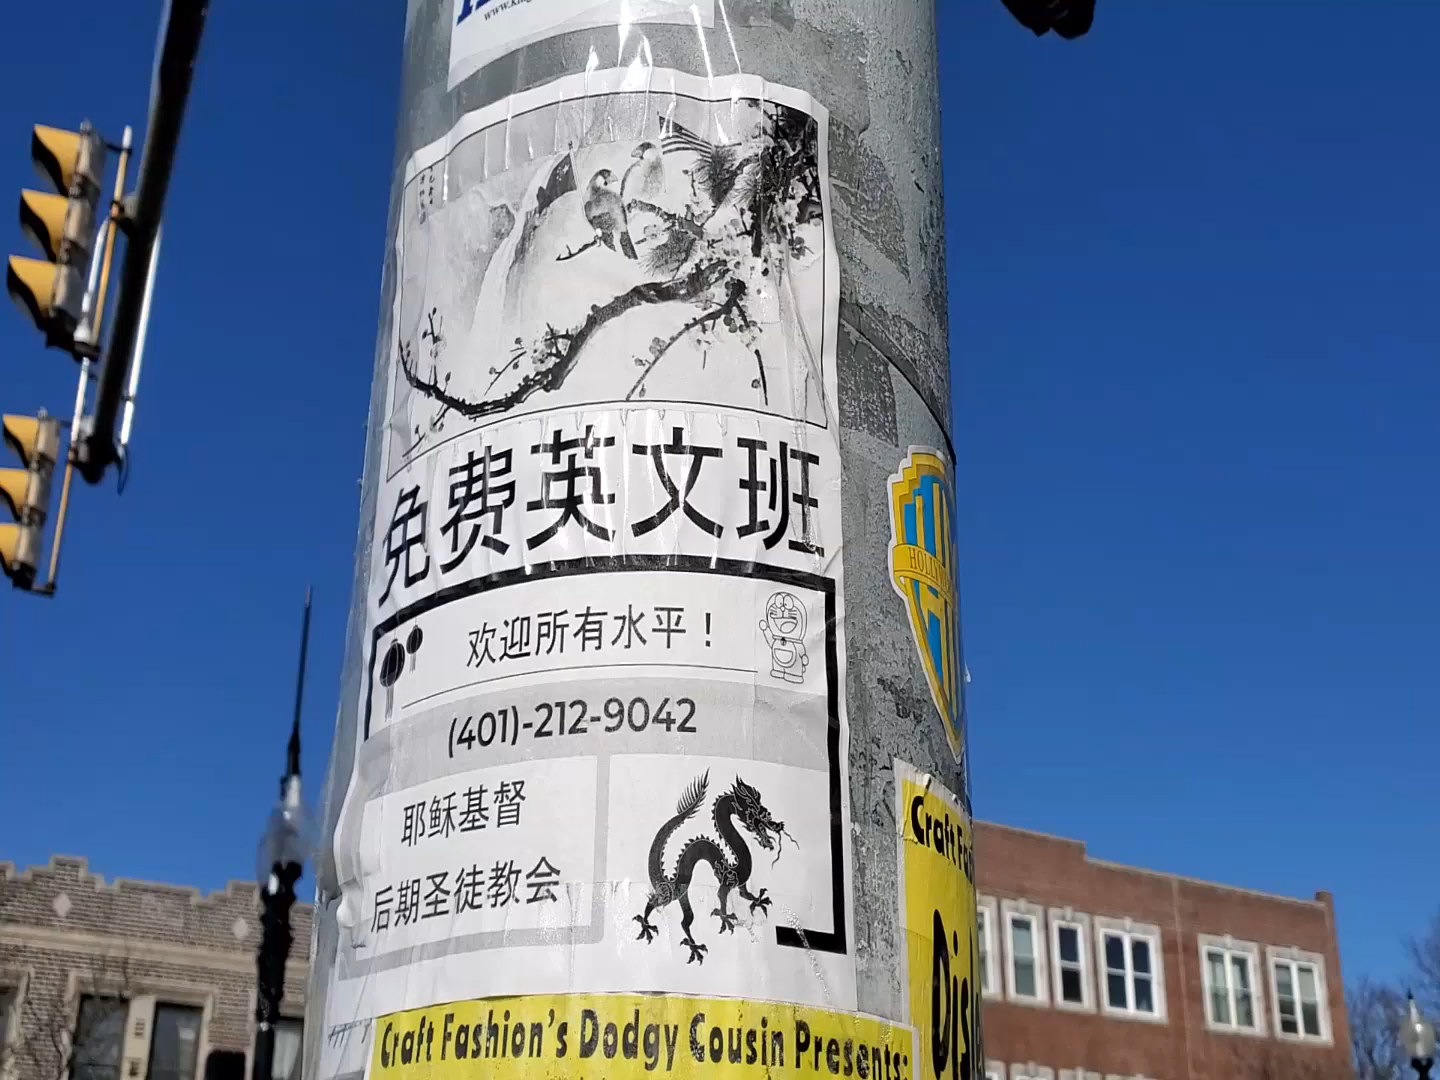 免费英文班
欢迎所有水平！
(401)-212-9042
耶稣基督
后期圣徒教会
Craft Fashion's Dodgy Cousin Presents:
Craft